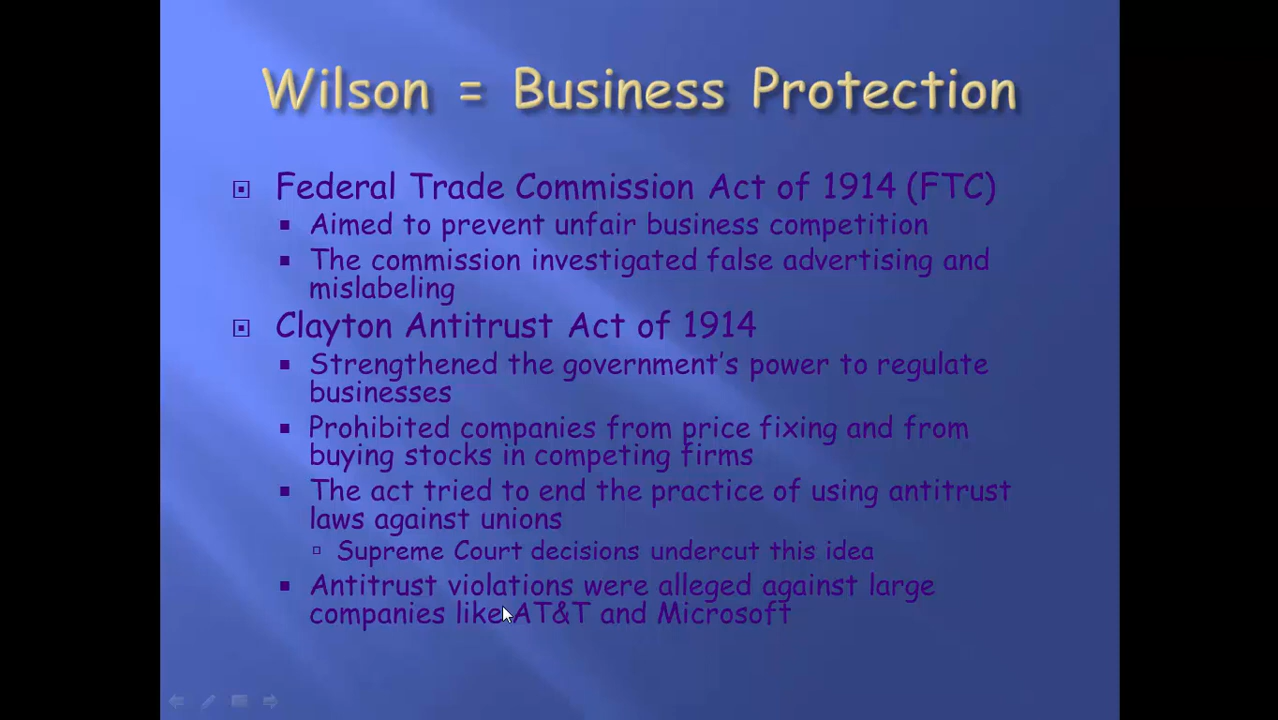 Wilson = Business Protection
Federal Trade Commission Act of 1914 (FTC)
Aimed to prevent unfair business competition
The commission investigated false advertising and
mislabeling
Clayton Antitrust Act of 1914
Strengthened the government's power to regulate
businesses
Prohibited companies from price fixing and from
buying stocks in competing firms
The act tried to end the practice of using antitrust
laws against unions
Supreme Court decisions undercut this idea
Antitrust violations were alleged against large
companies like AT&T and Microsoft